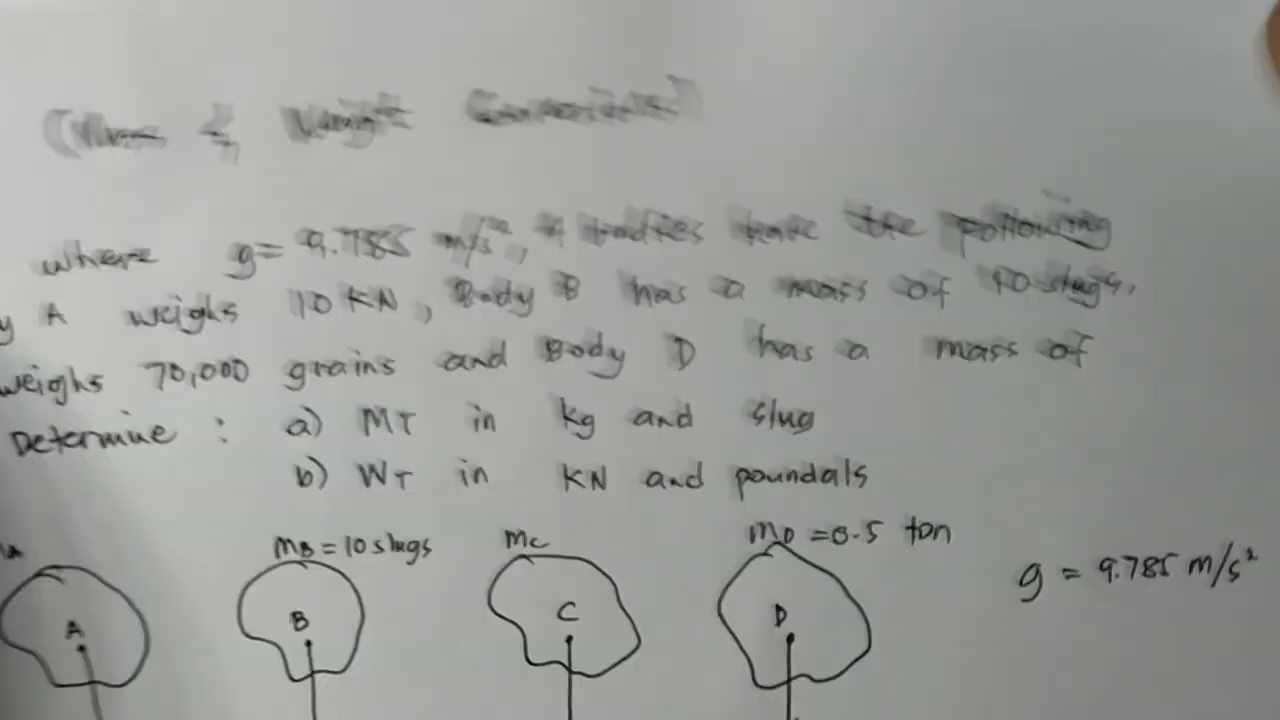 where g= 9.785 m/s², 4 bodies have the following
y A weighs 10 KN, Body B has a mass of 10 slugs,
weighs 70,000 grains and Body D has a mass of
Determine : a) MT in kg and slug
b) WT in KN and poundals
MB = 10 slugs
Mc
MD = 0.5 ton
g = 9.785 m/s²
A
B
C
D